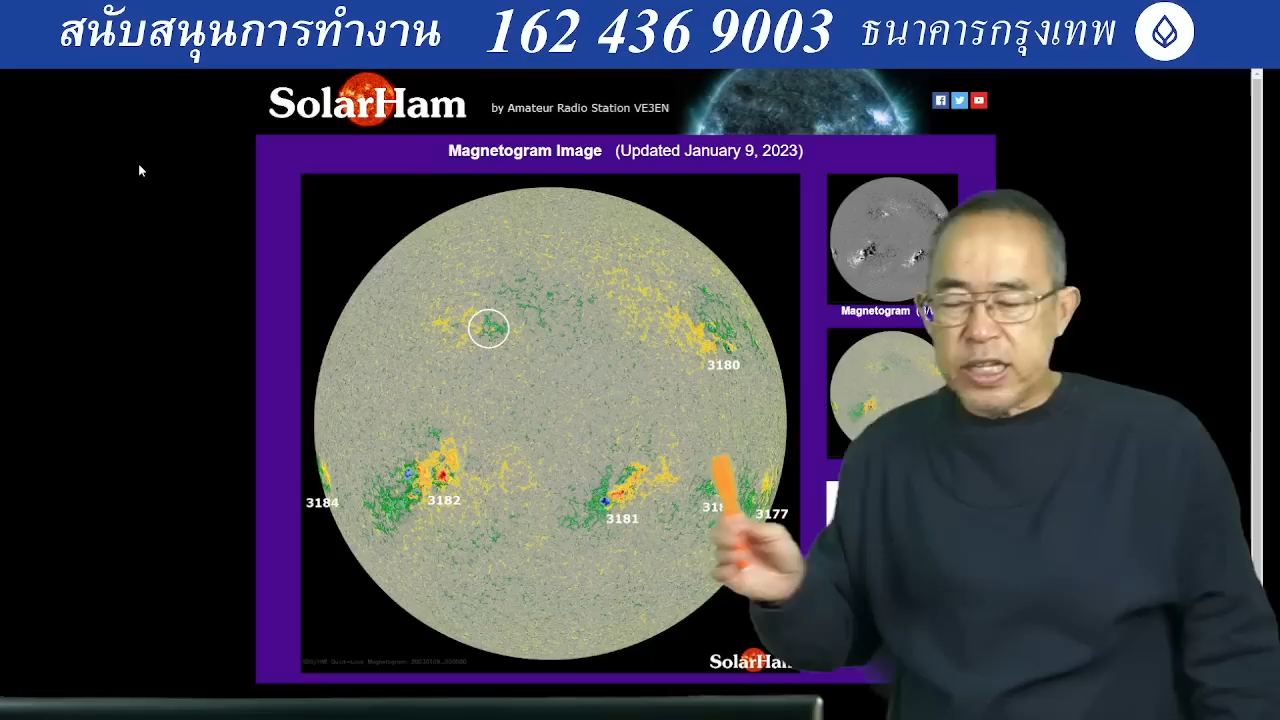 สนับสนุนการทำงาน 162 436 9003 ธนาคารกรุงเทพ
SolarHam by Amateur Radio Station VE3EN
Magnetogram Image (Updated January 9, 2023)
Magnetogram
3180
3184
3182
3181
3177
SolarHam